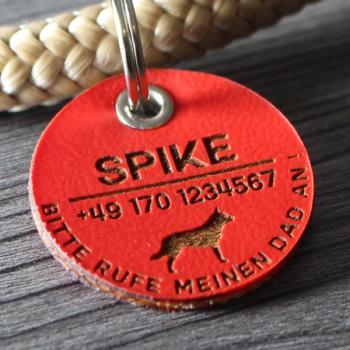 SPIKE
+49 170 1234567
BITTE RUFE MEINEN DAD AN!